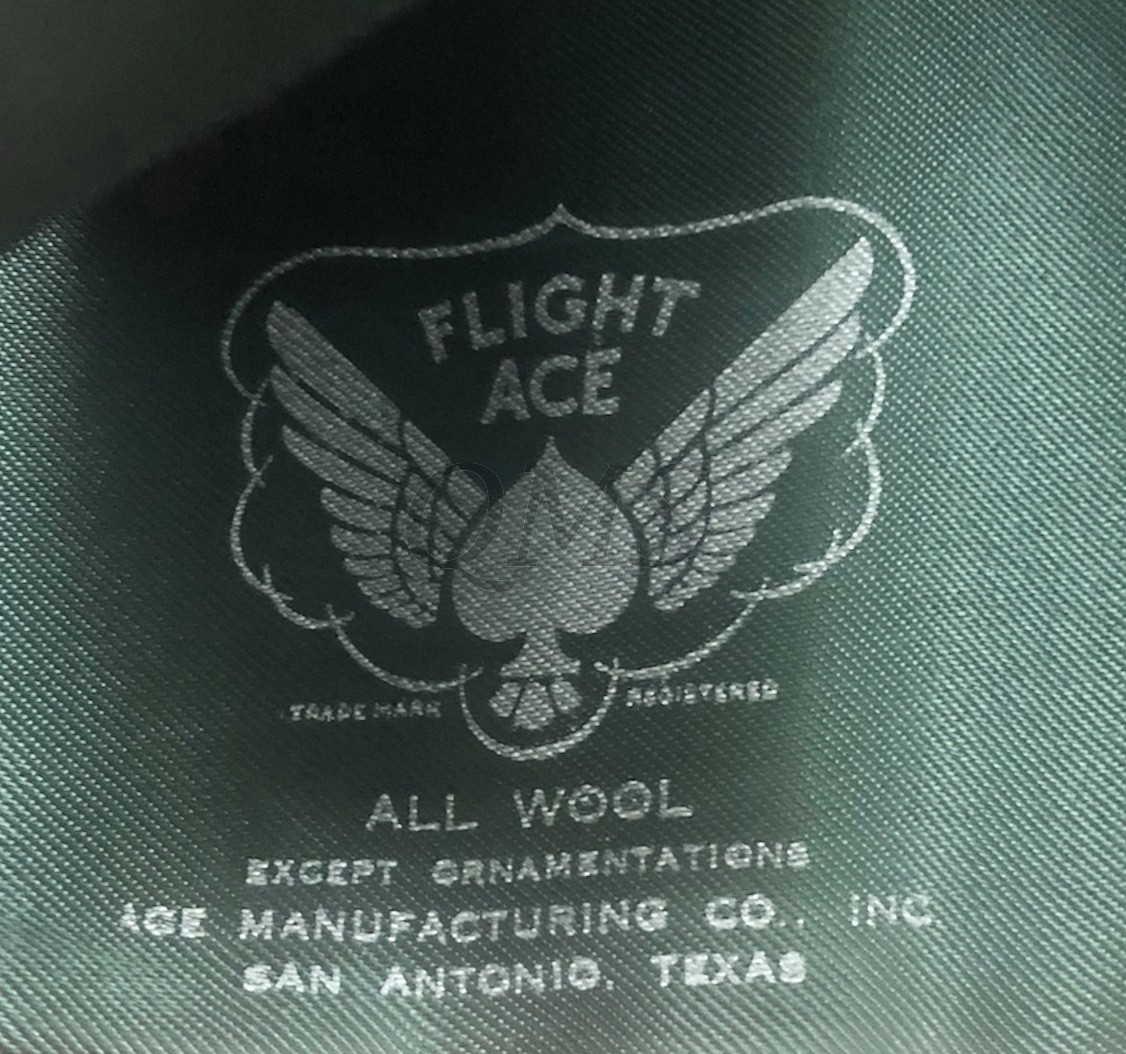 FLIGHT
ACE
TRADE MARK REGISTERED
ALL WOOL
EXCEPT ORNAMENTATIONS
ACE MANUFACTURING CO., INC.
SAN ANTONIO, TEXAS